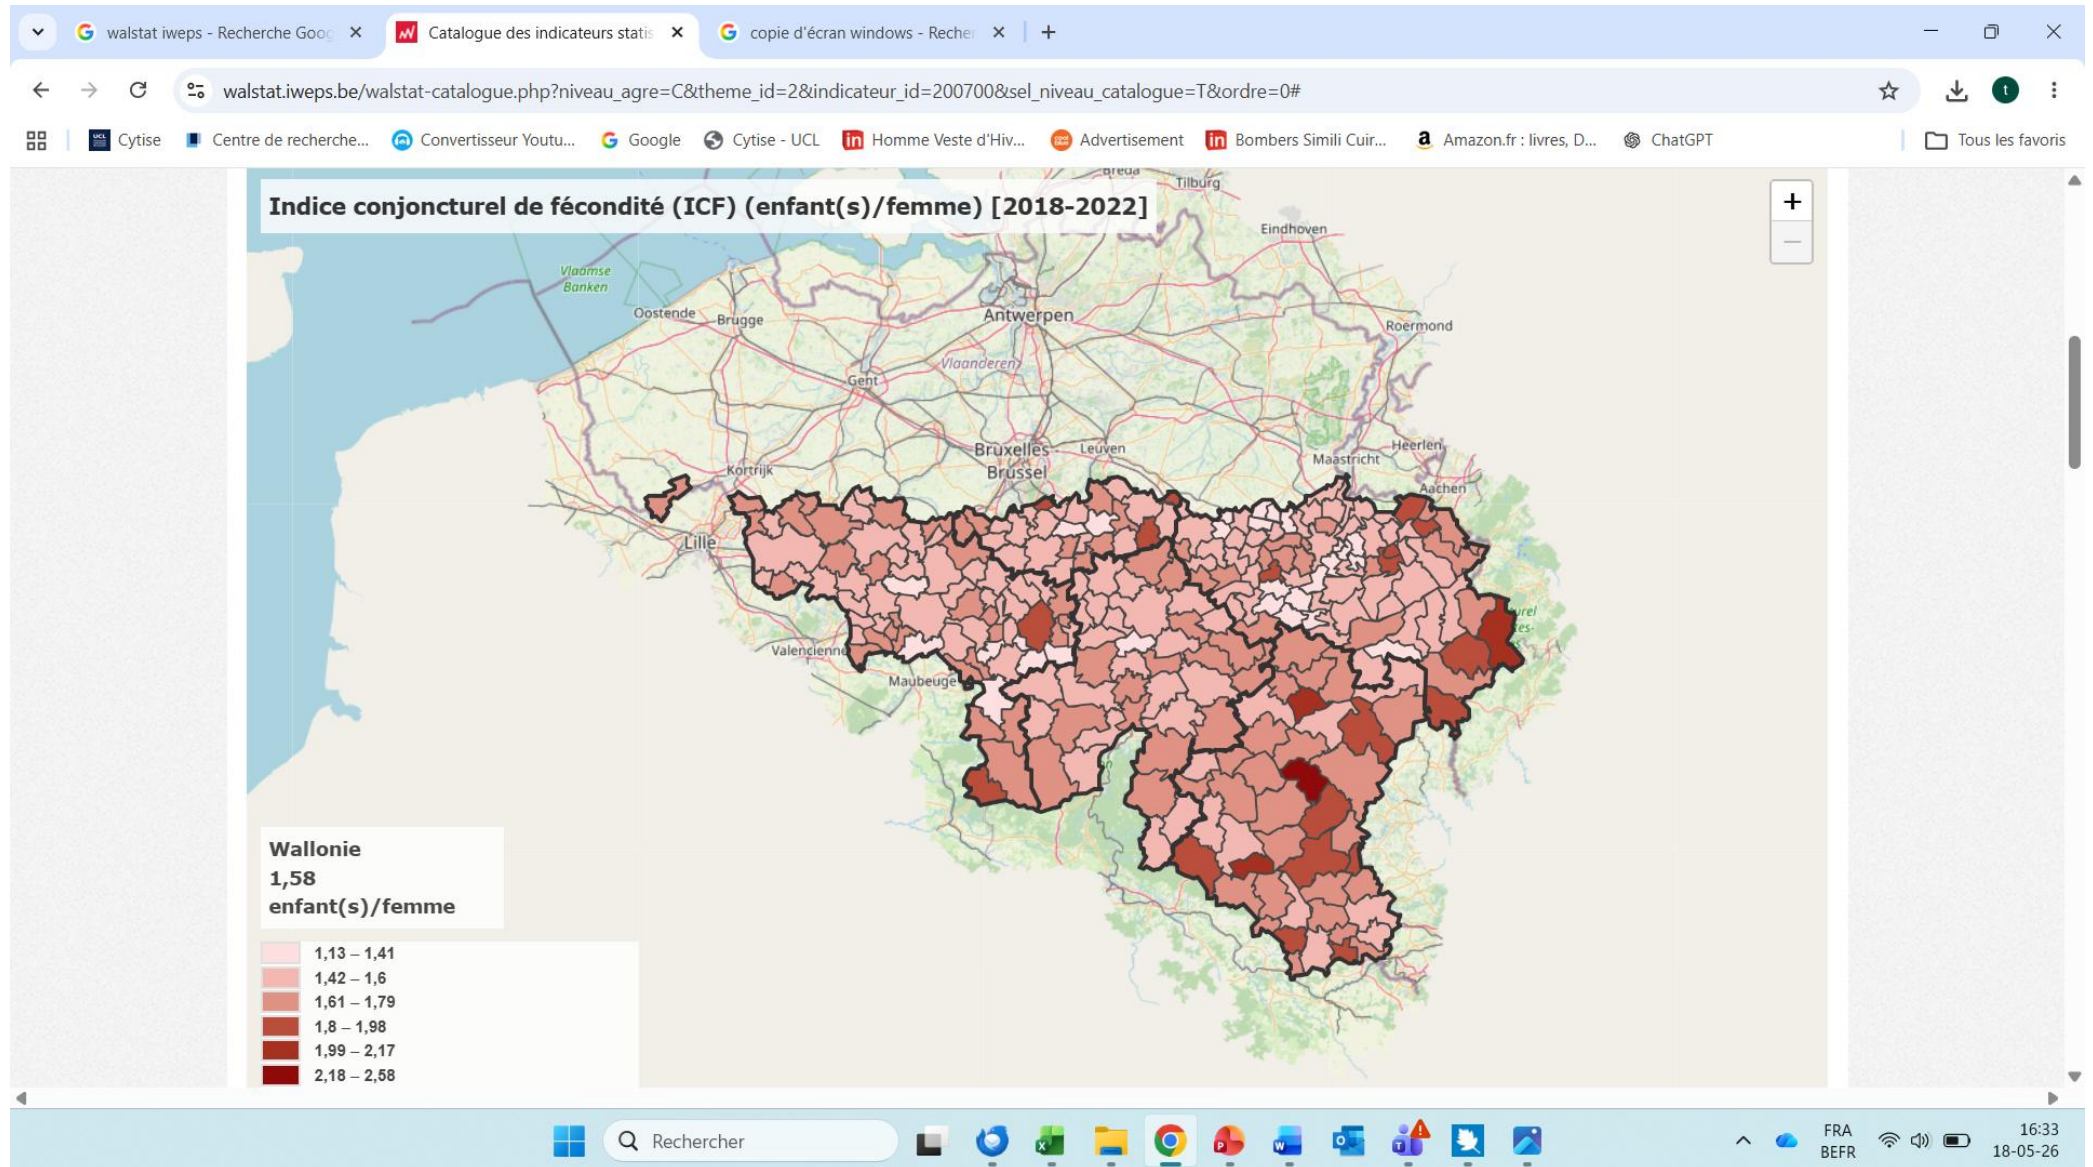 walstat iweps - Recherche Goog
Catalogue des indicateurs statis
copie d'écran windows - Recher
walstat.iweps.be/walstat-catalogue.php?niveau_agre=C&theme_id=2&indicateur_id=200700&sel_niveau_catalogue=T&ordre=0#
t
UCL Cytise
Centre de recherche...
Convertisseur Youtu...
Google
Cytise - UCL
in Homme Veste d'Hiv...
Advertisement
in Bombers Simili Cuir...
a Amazon.fr : livres, D...
ChatGPT
Tous les favoris
Indice conjoncturel de fécondité (ICF) (enfant(s)/femme) [2018-2022]
+
−
Breda
Tilburg
Eindhoven
Vlaamse
Banken
Oostende
Brugge
Antwerpen
Roermond
Vlaanderen
Gent
Bruxelles -
Brussel
Leuven
Heerlen
Maastricht
Kortrijk
Aachen
Lille
Valencienne
Maubeuge
Wallonie
1,58
enfant(s)/femme
1,13 – 1,41
1,42 – 1,6
1,61 – 1,79
1,8 – 1,98
1,99 – 2,17
2,18 – 2,58
Rechercher
FRA
BEFR
16:33
18-05-26